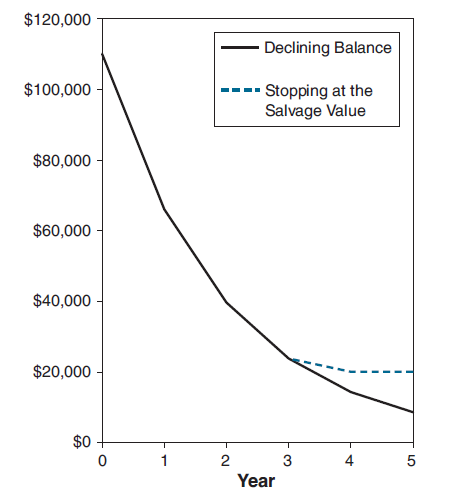 $120,000
$100,000
$80,000
$60,000
$40,000
$20,000
$0
Declining Balance
Stopping at the
Salvage Value
0 1 2 3 4 5
Year